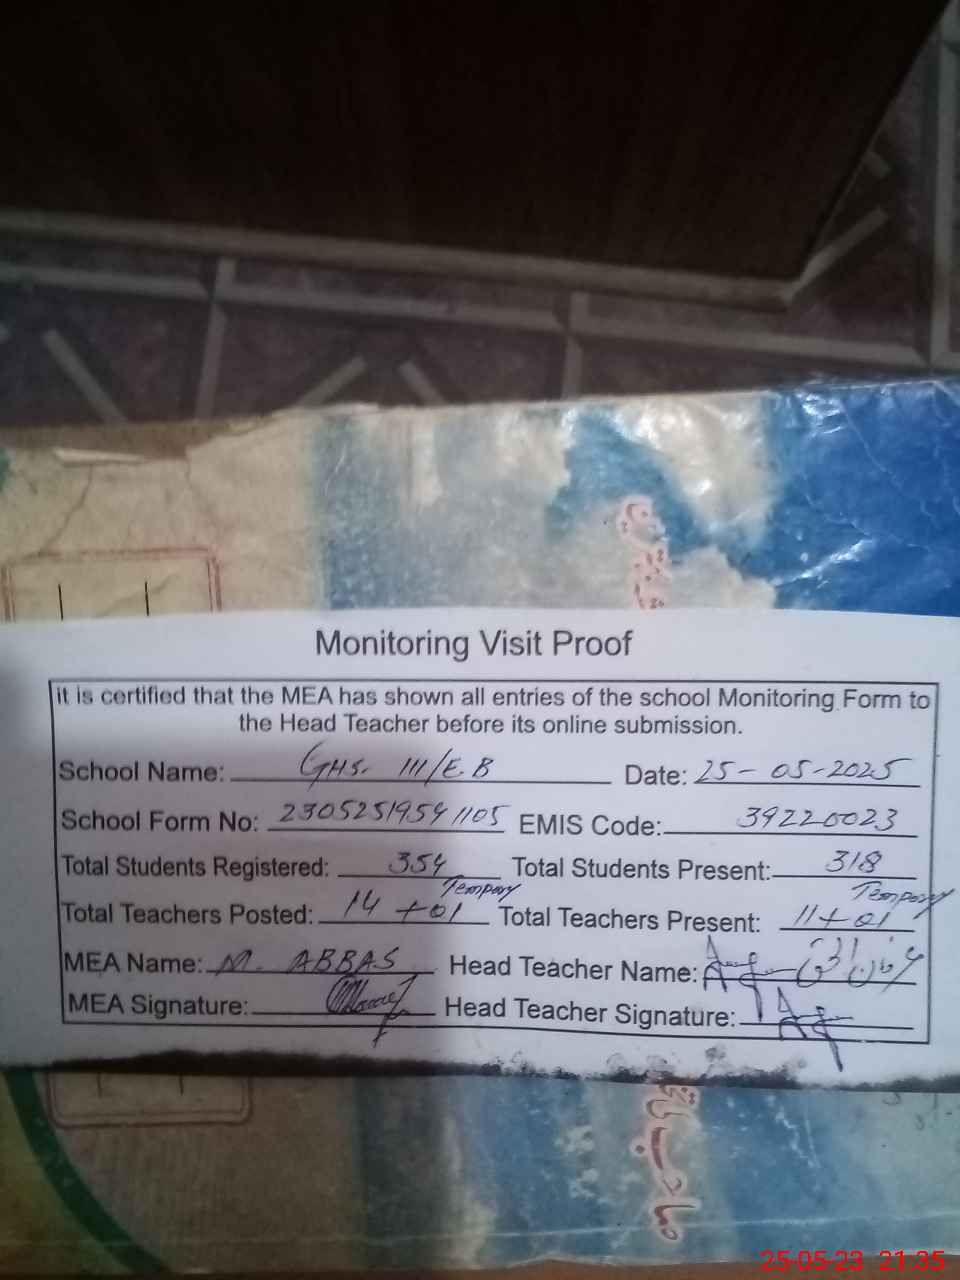 Monitoring Visit Proof
it is certified that the MEA has shown all entries of the school Monitoring Form to
the Head Teacher before its online submission.
School Name: GHS. 111/E.B Date: 25-05-2025
School Form No: 23052519541105 EMIS Code: 39220023
Total Students Registered: 354 Total Students Present: 318
Total Teachers Posted: 14 +01 Tempory Total Teachers Present: 11+01 Tempory
MEA Name: M. ABBAS Head Teacher Name:
MEA Signature: Head Teacher Signature:
25-05-23 21:35